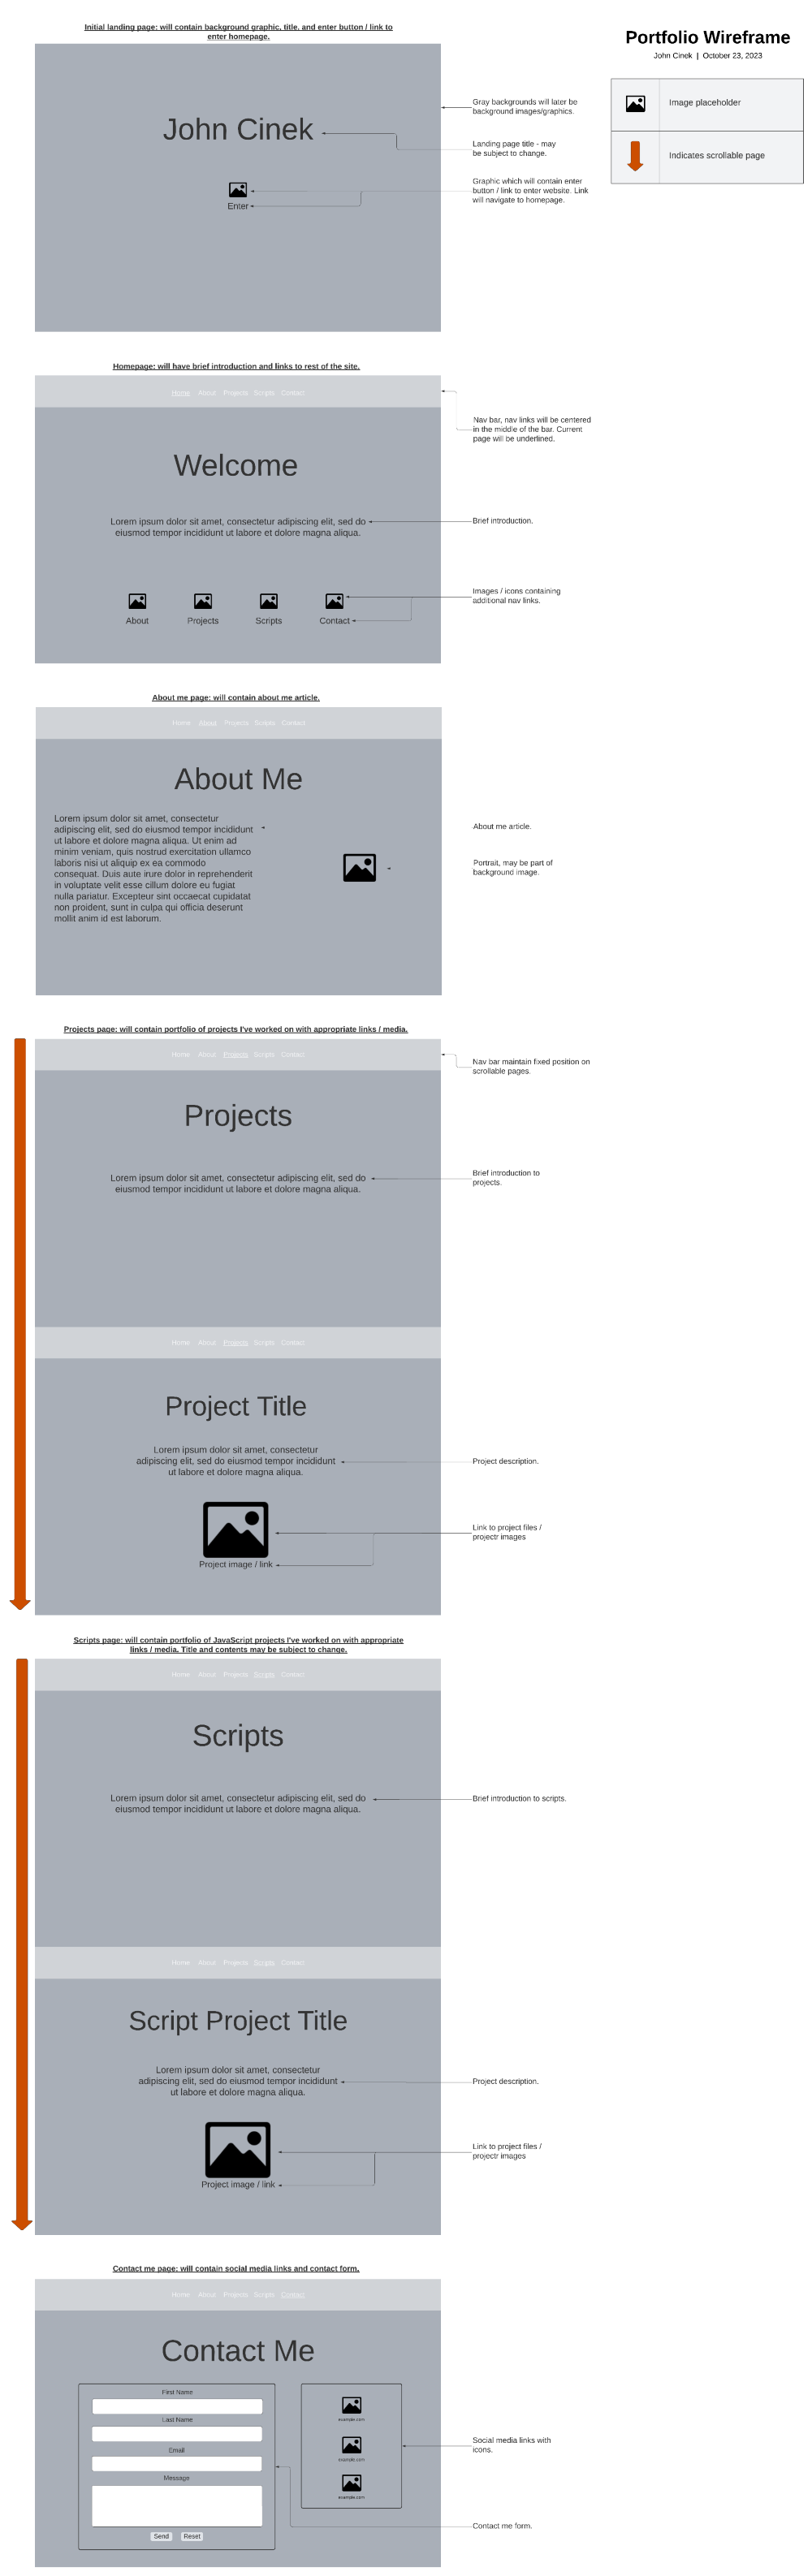 Portfolio Wireframe
John Cinek | October 23, 2023
Image placeholder
Indicates scrollable page
Initial landing page: will contain background graphic, title, and enter button / link to
enter homepage.
John Cinek
Enter
Gray backgrounds will later be
background images/graphics.
Landing page title - may
be subject to change.
Graphic which will contain enter
button / link to enter website. Link
will navigate to homepage.
Homepage: will have brief introduction and links to rest of the site.
Home About Projects Scripts Contact
Welcome
Lorem ipsum dolor sit amet, consectetur adipiscing elit, sed do
eiusmod tempor incididunt ut labore et dolore magna aliqua.
About Projects Scripts Contact
Nav bar, nav links will be centered
in the middle of the bar. Current
page will be underlined.
Brief introduction.
Images / icons containing
additional nav links.
About me page: will contain about me article.
Home About Projects Scripts Contact
About Me
Lorem ipsum dolor sit amet, consectetur
adipiscing elit, sed do eiusmod tempor incididunt
ut labore et dolore magna aliqua. Ut enim ad
minim veniam, quis nostrud exercitation ullamco
laboris nisi ut aliquip ex ea commodo
consequat. Duis aute irure dolor in reprehenderit
in voluptate velit esse cillum dolore eu fugiat
nulla pariatur. Excepteur sint occaecat cupidatat
non proident, sunt in culpa qui officia deserunt
mollit anim id est laborum.
About me article.
Portrait, may be part of
background image.
Projects page: will contain portfolio of projects I've worked on with appropriate links / media.
Home About Projects Scripts Contact
Projects
Lorem ipsum dolor sit amet, consectetur adipiscing elit, sed do
eiusmod tempor incididunt ut labore et dolore magna aliqua.
Nav bar maintain fixed position on
scrollable pages.
Brief introduction to
projects.
Home About Projects Scripts Contact
Project Title
Lorem ipsum dolor sit amet, consectetur
adipiscing elit, sed do eiusmod tempor incididunt
ut labore et dolore magna aliqua.
Project image / link
Project description.
Link to project files /
projectr images
Scripts page: will contain portfolio of JavaScript projects I've worked on with appropriate
links / media. Title and contents may be subject to change.
Home About Projects Scripts Contact
Scripts
Lorem ipsum dolor sit amet, consectetur adipiscing elit, sed do
eiusmod tempor incididunt ut labore et dolore magna aliqua.
Brief introduction to scripts.
Home About Projects Scripts Contact
Script Project Title
Lorem ipsum dolor sit amet, consectetur
adipiscing elit, sed do eiusmod tempor incididunt
ut labore et dolore magna aliqua.
Project image / link
Project description.
Link to project files /
projectr images
Contact me page: will contain social media links and contact form.
Home About Projects Scripts Contact
Contact Me
First Name
Last Name
Email
Message
Send Reset
example.com
example.com
example.com
Social media links with
icons.
Contact me form.